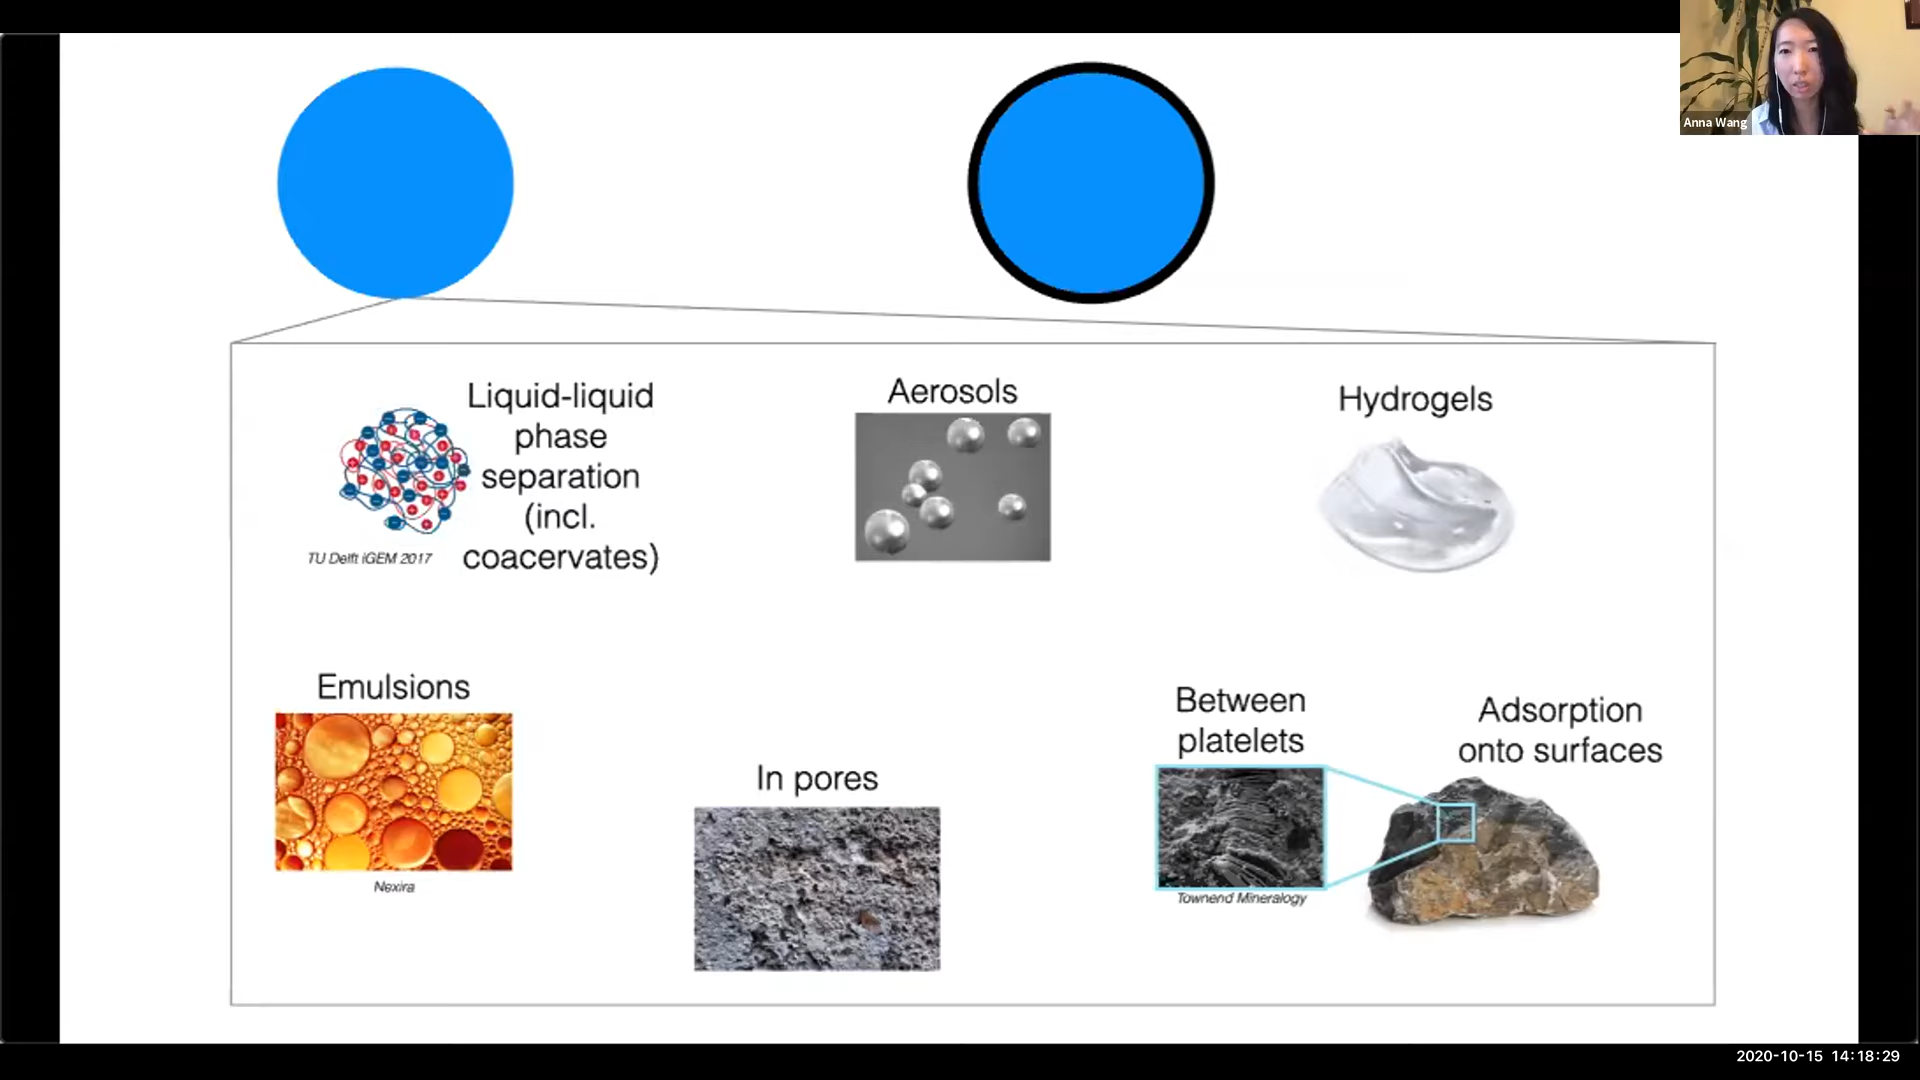 Anna Wang
Liquid-liquid
phase
separation
(incl.
coacervates)
TU Delft iGEM 2017
Aerosols
Hydrogels
Emulsions
Nexira
In pores
Between
platelets
Townend Mineralogy
Adsorption
onto surfaces
2020-10-15 14:18:29